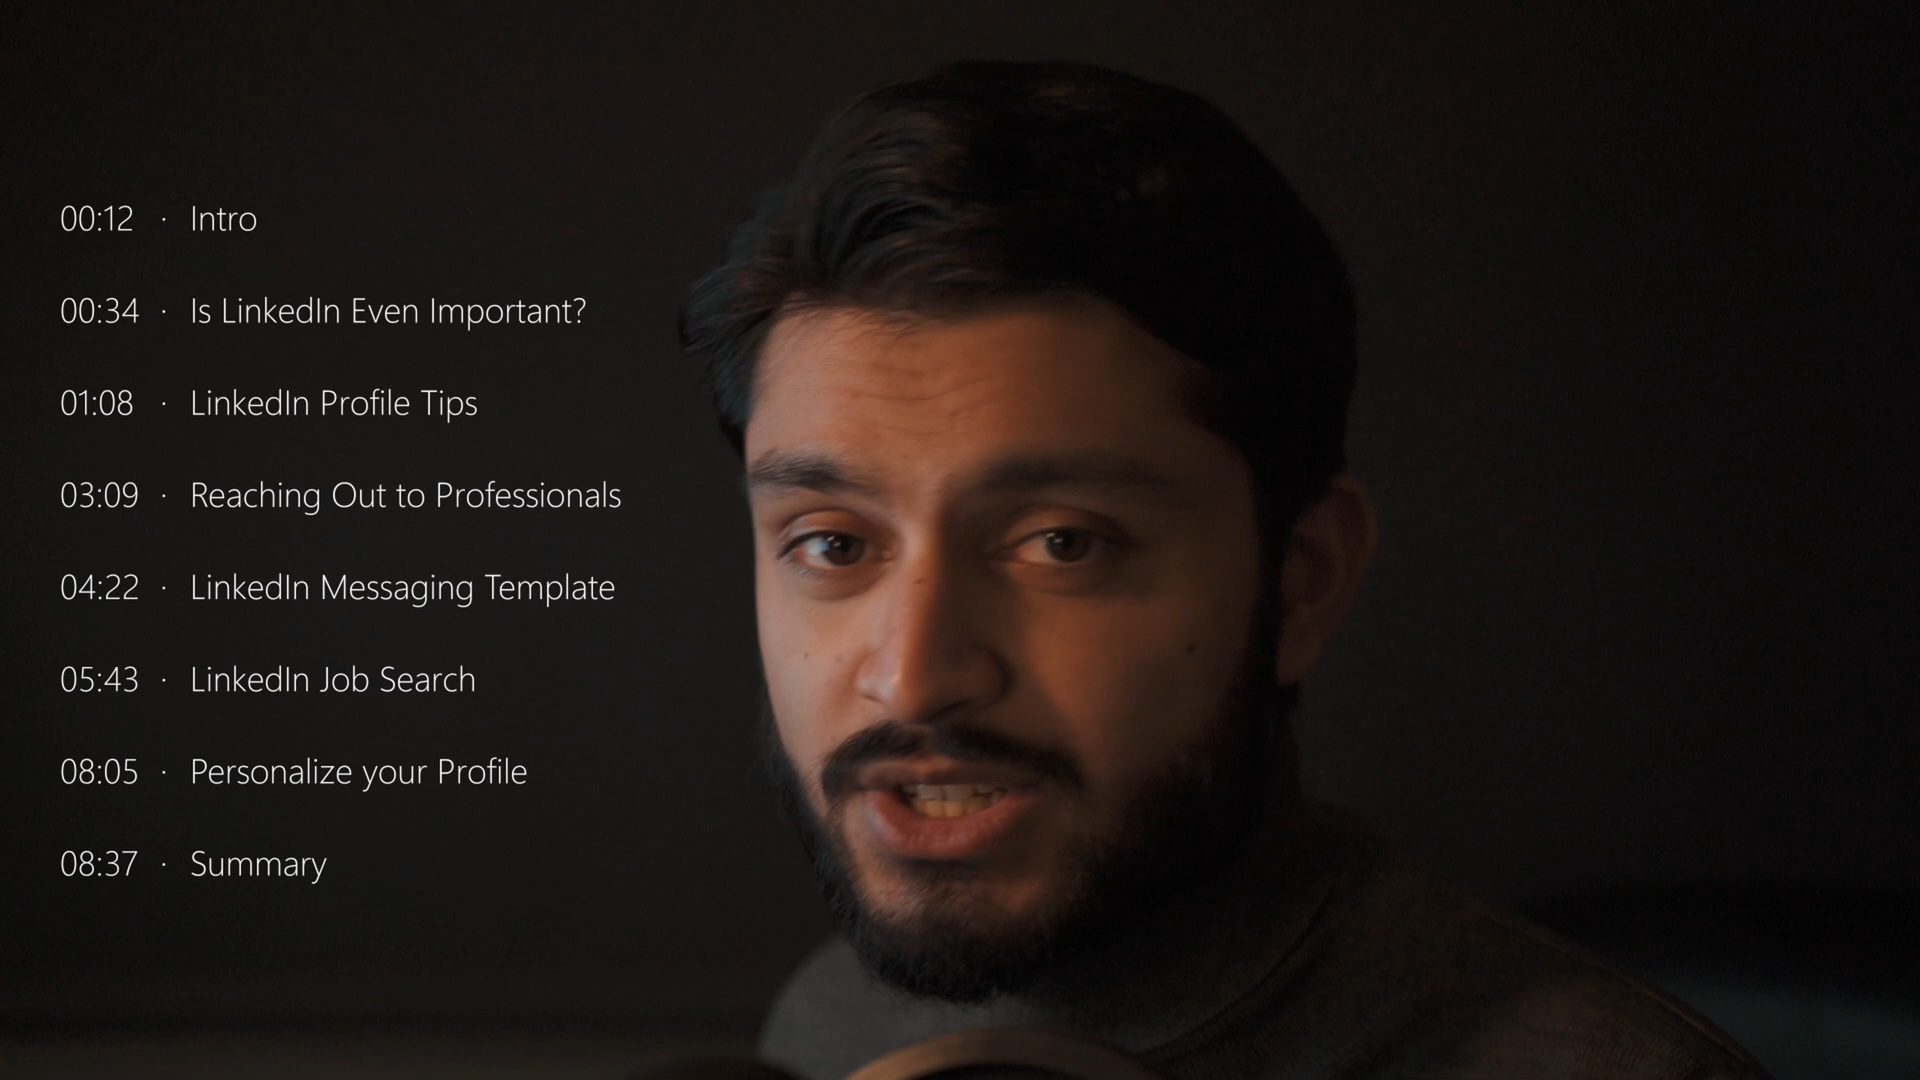 00:12 · Intro
00:34 · Is LinkedIn Even Important?
01:08 · LinkedIn Profile Tips
03:09 · Reaching Out to Professionals
04:22 · LinkedIn Messaging Template
05:43 · LinkedIn Job Search
08:05 · Personalize your Profile
08:37 · Summary